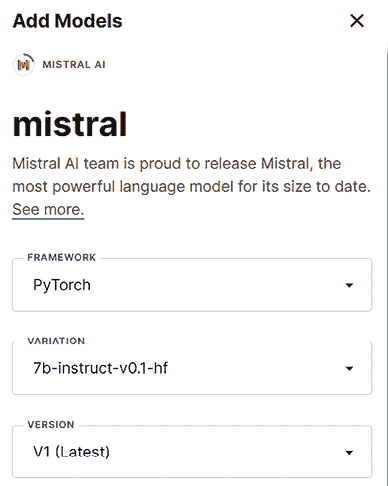 Add Models
MISTRAL AI
mistral
Mistral AI team is proud to release Mistral, the
most powerful language model for its size to date.
See more.
FRAMEWORK
PyTorch
VARIATION
7b-instruct-v0.1-hf
VERSION
V1 (Latest)